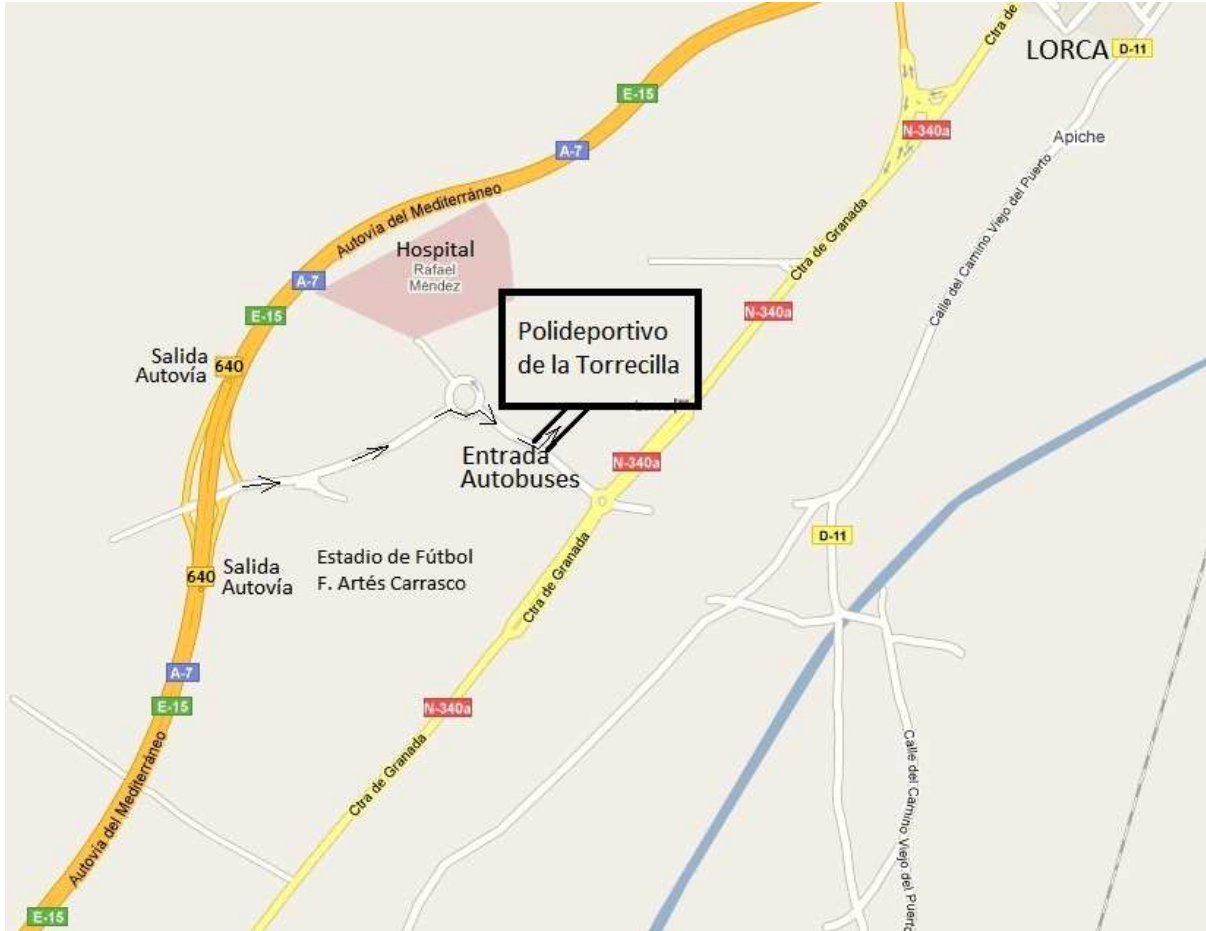 Ctra de
LORCA
D-11
E-15
N-340a
Apiche
A-7
Autovía del Mediterráneo
Ctra de Granada
Calle del Camino Viejo del Puerto
Hospital
Rafael
Méndez
A-7
E-15
N-340a
Polideportivo
de la Torrecilla
Salida
Autovía
640
Entrada
Autobuses
N-340a
D-11
Estadio de Fútbol
F. Artés Carrasco
640
Salida
Autovía
Ctra de Granada
A-7
E-15
N-340a
Autovía del Mediterráneo
Ctra de Granada
Calle del Camino Viejo del Puerto
E-15